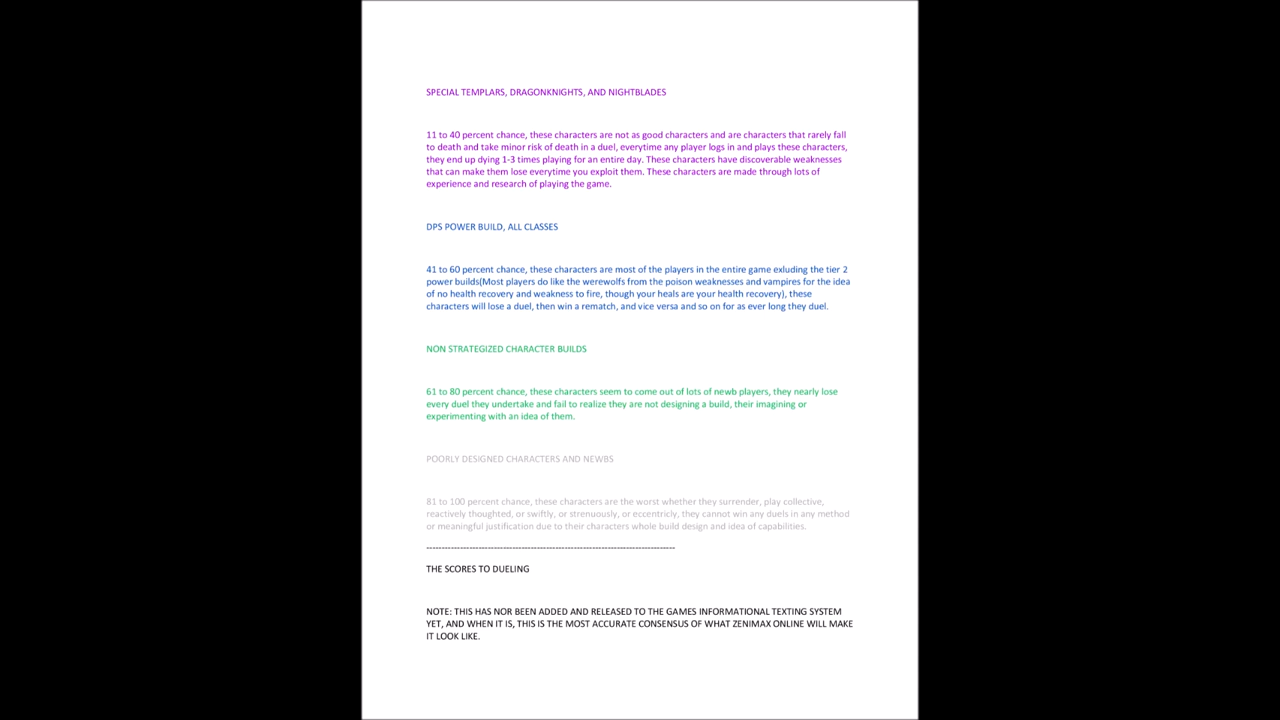 SPECIAL TEMPLARS, DRAGONKNIGHTS, AND NIGHTBLADES
11 to 40 percent chance, these characters are not as good characters and are characters that rarely fall
to death and take minor risk of death in a duel, everytime any player logs in and plays these characters,
they end up dying 1-3 times playing for an entire day. These characters have discoverable weaknesses
that can make them lose everytime you exploit them. These characters are made through lots of
experience and research of playing the game.
DPS POWER BUILD, ALL CLASSES
41 to 60 percent chance, these characters are most of the players in the entire game exluding the tier 2
power builds(Most players do like the werewolfs from the poison weaknesses and vampires for the idea
of no health recovery and weakness to fire, though your heals are your health recovery), these
characters will lose a duel, then win a rematch, and vice versa and so on for as ever long they duel.
NON STRATEGIZED CHARACTER BUILDS
61 to 80 percent chance, these characters seem to come out of lots of newb players, they nearly lose
every duel they undertake and fail to realize they are not designing a build, their imagining or
experimenting with an idea of them.
POORLY DESIGNED CHARACTERS AND NEWBS
81 to 100 percent chance, these characters are the worst whether they surrender, play collective,
reactively thoughted, or swiftly, or strenuously, or eccentricly, they cannot win any duels in any method
or meaningful justification due to their characters whole build design and idea of capabilities.
--------------------------------------------------------------------------------
THE SCORES TO DUELING
NOTE: THIS HAS NOR BEEN ADDED AND RELEASED TO THE GAMES INFORMATIONAL TEXTING SYSTEM
YET, AND WHEN IT IS, THIS IS THE MOST ACCURATE CONSENSUS OF WHAT ZENIMAX ONLINE WILL MAKE
IT LOOK LIKE.